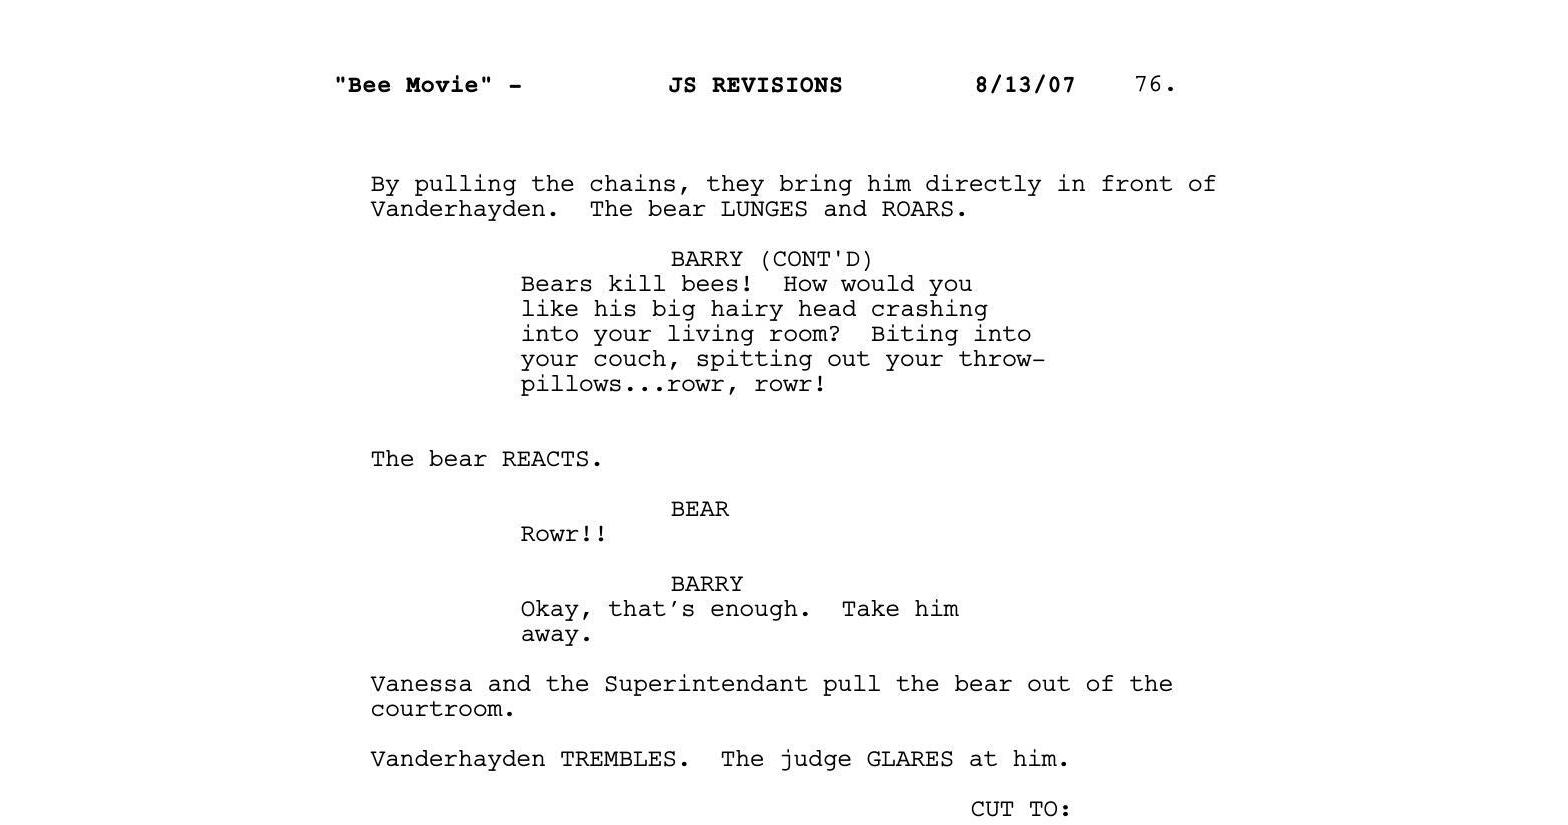 "Bee Movie" - JS REVISIONS 8/13/07 76.
By pulling the chains, they bring him directly in front of
Vanderhayden.  The bear LUNGES and ROARS.
BARRY (CONT'D)
Bears kill bees!  How would you
like his big hairy head crashing
into your living room?  Biting into
your couch, spitting out your throw-
pillows...rowr, rowr!
The bear REACTS.
BEAR
Rowr!!
BARRY
Okay, that’s enough.  Take him
away.
Vanessa and the Superintendant pull the bear out of the
courtroom.
Vanderhayden TREMBLES.  The judge GLARES at him.
CUT TO: